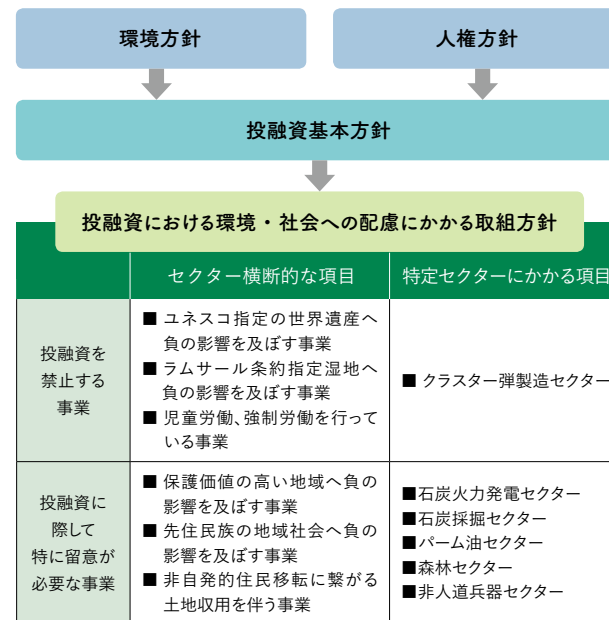 環境方針
人権方針
投融資基本方針
投融資における環境・社会への配慮にかかる取組方針
セクター横断的な項目
特定セクターにかかる項目
投融資を
禁止する
事業
■ ユネスコ指定の世界遺産へ
負の影響を及ぼす事業
■ ラムサール条約指定湿地へ
負の影響を及ぼす事業
■ 児童労働、強制労働を行って
いる事業
■ クラスター弾製造セクター
投融資に
際して
特に留意が
必要な事業
■ 保護価値の高い地域へ負の
影響を及ぼす事業
■ 先住民族の地域社会へ負の
影響を及ぼす事業
■ 非自発的住民移転に繋がる
土地収用を伴う事業
■石炭火力発電セクター
■石炭採掘セクター
■パーム油セクター
■森林セクター
■非人道兵器セクター